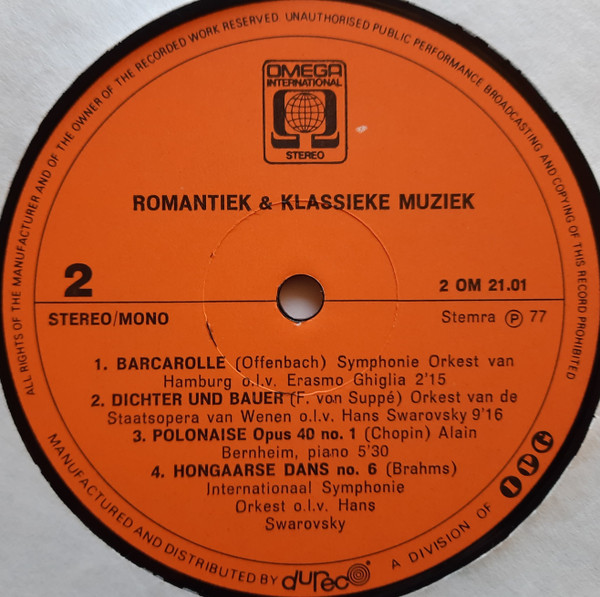 ALL RIGHTS OF THE MANUFACTURER AND OF THE OWNER OF THE RECORDED WORK RESERVED UNAUTHORISED PUBLIC PERFORMANCE BROADCASTING AND COPYING OF THIS RECORD PROHIBITED
OMEGA
INTERNATIONAL
STEREO
ROMANTIEK & KLASSIEKE MUZIEK
2
2 OM 21.01
STEREO/MONO
Stemra Ⓟ 77
1. BARCAROLLE (Offenbach) Symphonie Orkest van
Hamburg o.l.v. Erasmo Ghiglia 2'15
2. DICHTER UND BAUER (F. von Suppé) Orkest van de
Staatsopera van Wenen o.l.v. Hans Swarovsky 9'16
3. POLONAISE Opus 40 no. 1 (Chopin) Alain
Bernheim, piano 5'30
4. HONGAARSE DANS no. 6 (Brahms)
Internationaal Symphonie
Orkest o.l.v. Hans
Swarovsky
MANUFACTURED AND DISTRIBUTED BY dureco A DIVISION OF IPG